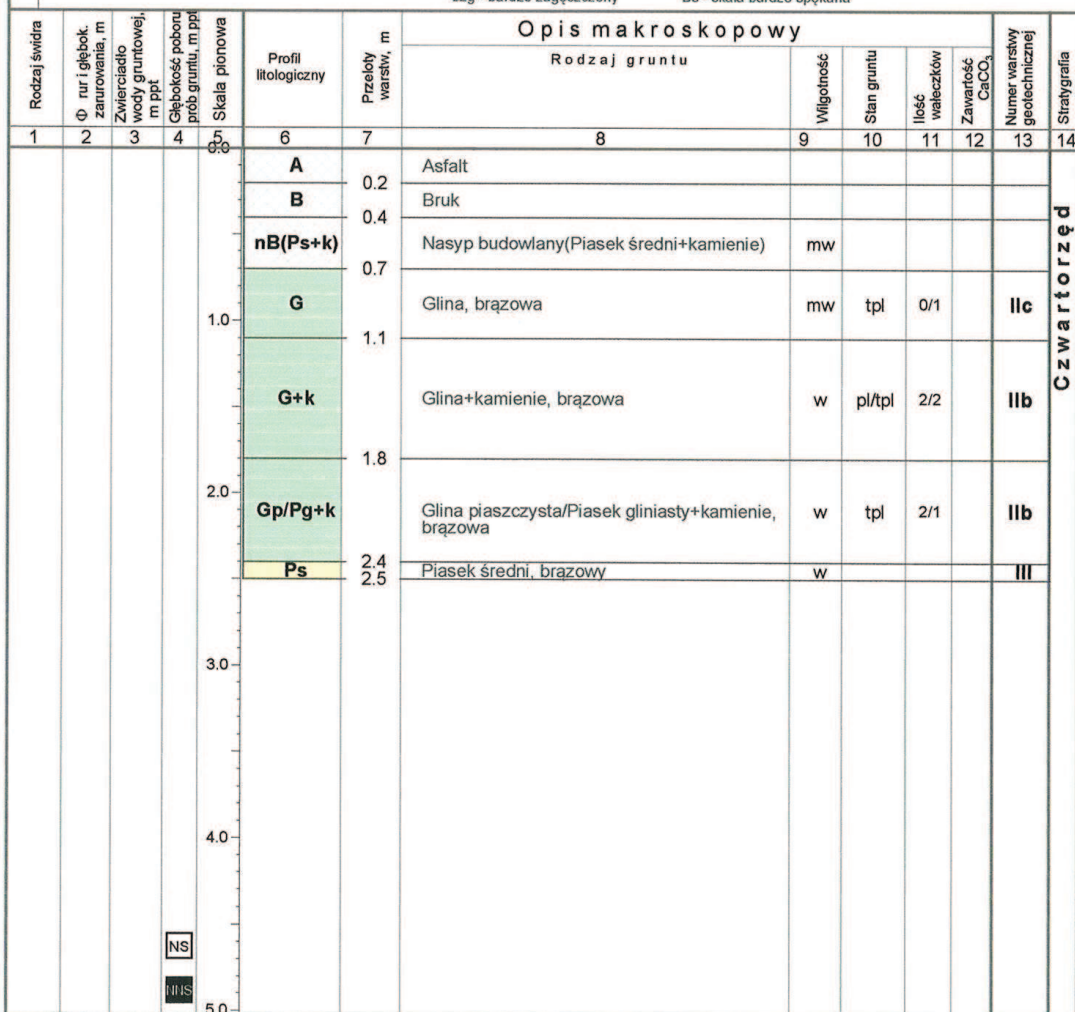 Opis makroskopowy
Rodzaj świdra
Φ rur i głębok. zarurowania, m
Zwierciadło wody gruntowej, m ppt
Głębokość poboru prób gruntu, m ppt
Skala pionowa
Profil litologiczny
Przeloty warstw, m
Rodzaj gruntu
Wilgotność
Stan gruntu
Ilość wałeczków
Zawartość CaCO₃
Numer warstwy geotechnicznej
Stratygrafia
1 2 3 4 5 6 7 8 9 10 11 12 13 14
0.0
A Asfalt
0.2
B Bruk
0.4
nB(Ps+k) Nasyp budowlany(Piasek średni+kamienie) mw
0.7
G Glina, brązowa mw tpl 0/1 IIc
1.0
1.1
G+k Glina+kamienie, brązowa w pl/tpl 2/2 IIb
1.8
2.0
Gp/Pg+k Glina piaszczysta/Piasek gliniasty+kamienie, w tpl 2/1 IIb
brązowa
2.4
Ps Piasek średni, brązowy w III
2.5
Czwartorzęd
3.0
4.0
NS
NNS
5.0